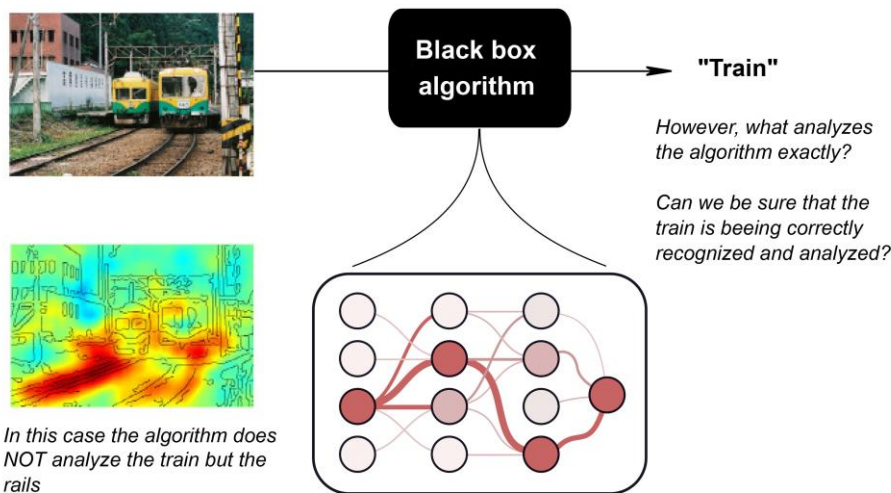 Black box
algorithm
"Train"
However, what analyzes
the algorithm exactly?
Can we be sure that the
train is beeing correctly
recognized and analyzed?
In this case the algorithm does
NOT analyze the train but the
rails